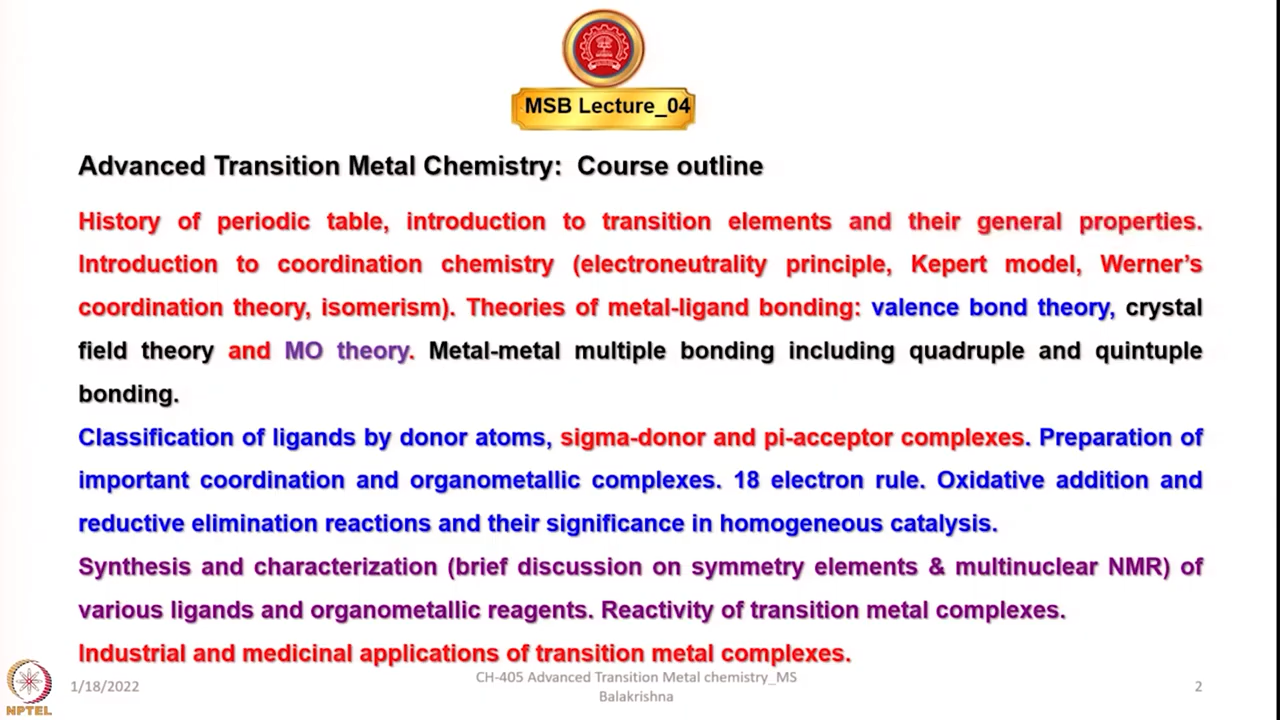 MSB Lecture_04
Advanced Transition Metal Chemistry: Course outline
History of periodic table, introduction to transition elements and their general properties.
Introduction to coordination chemistry (electroneutrality principle, Kepert model, Werner's
coordination theory, isomerism). Theories of metal-ligand bonding: valence bond theory, crystal
field theory and MO theory. Metal-metal multiple bonding including quadruple and quintuple
bonding.
Classification of ligands by donor atoms, sigma-donor and pi-acceptor complexes. Preparation of
important coordination and organometallic complexes. 18 electron rule. Oxidative addition and
reductive elimination reactions and their significance in homogeneous catalysis.
Synthesis and characterization (brief discussion on symmetry elements & multinuclear NMR) of
various ligands and organometallic reagents. Reactivity of transition metal complexes.
Industrial and medicinal applications of transition metal complexes.
NPTEL
1/18/2022
CH-405 Advanced Transition Metal chemistry_MS
Balakrishna
2